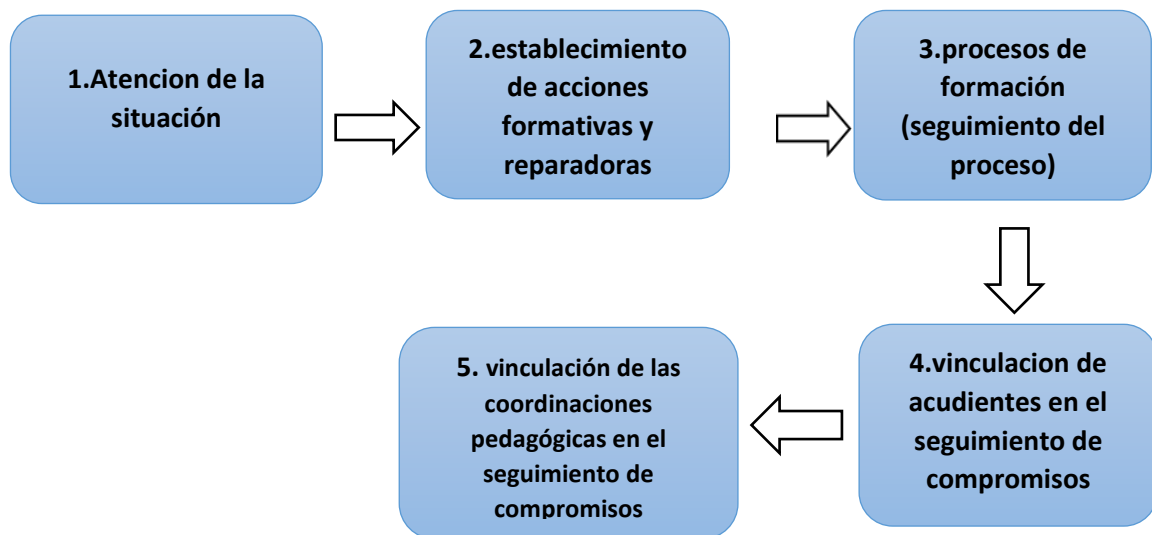 1.Atencion de la
situación
2.establecimiento
de acciones
formativas y
reparadoras
3.procesos de
formación
(seguimiento del
proceso)
4.vinculacion de
acudientes en el
seguimiento de
compromisos
5. vinculación de las
coordinaciones
pedagógicas en el
seguimiento de
compromisos